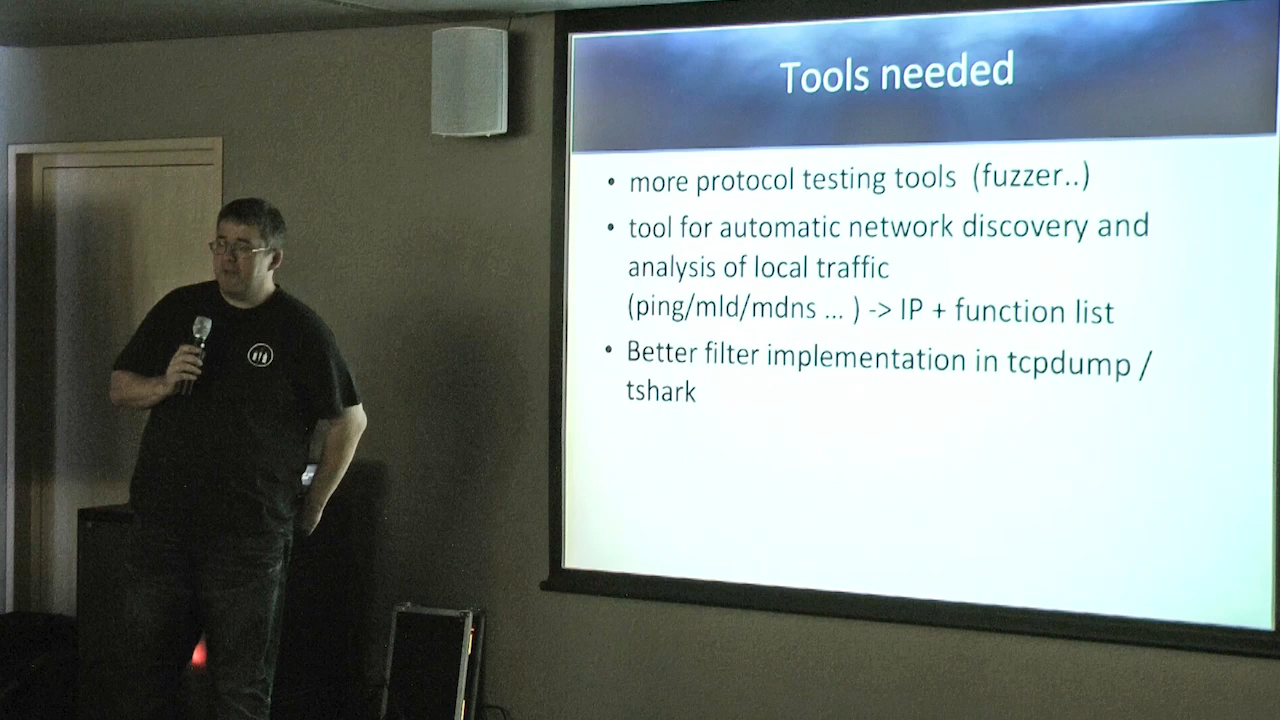 Tools needed
• more protocol testing tools (fuzzer..)
• tool for automatic network discovery and
analysis of local traffic
(ping/mld/mdns ... ) -> IP + function list
• Better filter implementation in tcpdump /
tshark